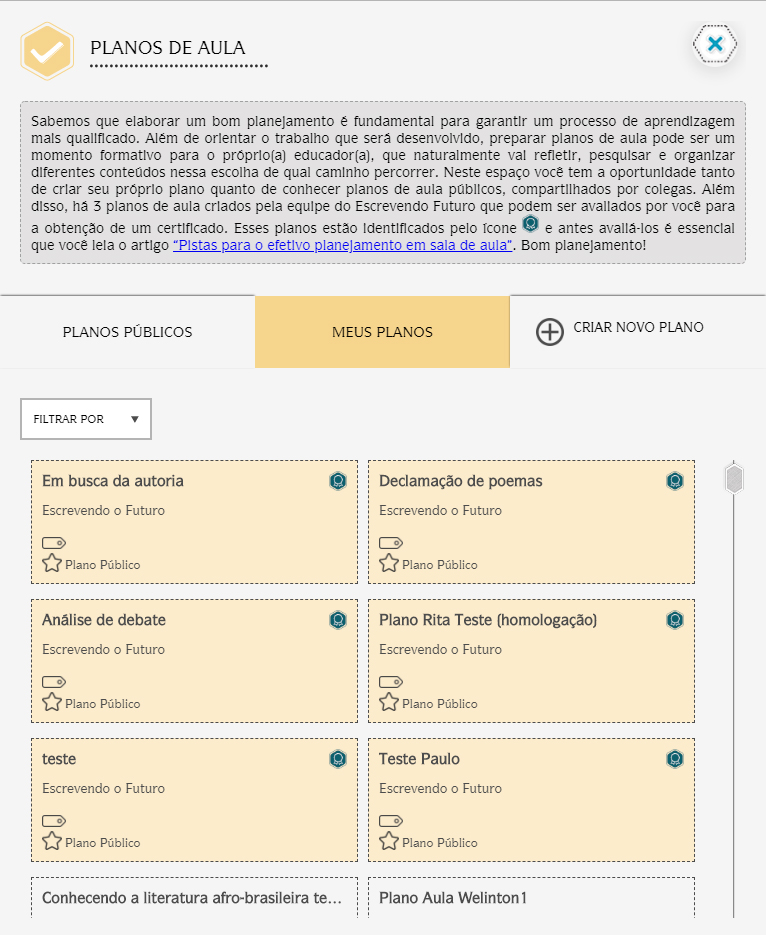 PLANOS DE AULA
Sabemos que elaborar um bom planejamento é fundamental para garantir um processo de aprendizagem
mais qualificado. Além de orientar o trabalho que será desenvolvido, preparar planos de aula pode ser um
momento formativo para o próprio(a) educador(a), que naturalmente vai refletir, pesquisar e organizar
diferentes conteúdos nessa escolha de qual caminho percorrer. Neste espaço você tem a oportunidade tanto
de criar seu próprio plano quanto de conhecer planos de aula públicos, compartilhados por colegas. Além
disso, há 3 planos de aula criados pela equipe do Escrevendo Futuro que podem ser avaliados por você para
a obtenção de um certificado. Esses planos estão identificados pelo ícone e antes avaliá-los é essencial
que você leia o artigo “Pistas para o efetivo planejamento em sala de aula”. Bom planejamento!
PLANOS PÚBLICOS
MEUS PLANOS
CRIAR NOVO PLANO
FILTRAR POR
Em busca da autoria
Escrevendo o Futuro
Plano Público
Declamação de poemas
Escrevendo o Futuro
Plano Público
Análise de debate
Escrevendo o Futuro
Plano Público
Plano Rita Teste (homologação)
Escrevendo o Futuro
Plano Público
teste
Escrevendo o Futuro
Plano Público
Teste Paulo
Escrevendo o Futuro
Plano Público
Conhecendo a literatura afro-brasileira te...
Plano Aula Welinton1